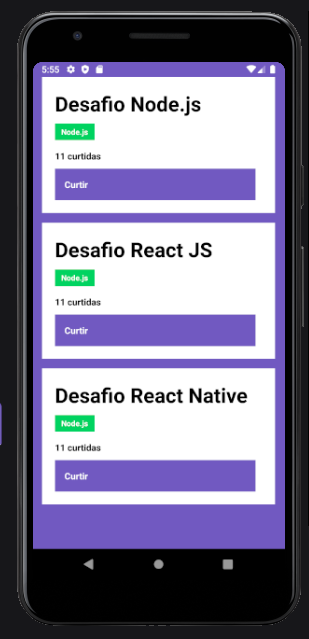 5:55
Desafio Node.js
Node.js
11 curtidas
Curtir
Desafio React JS
Node.js
11 curtidas
Curtir
Desafio React Native
Node.js
11 curtidas
Curtir